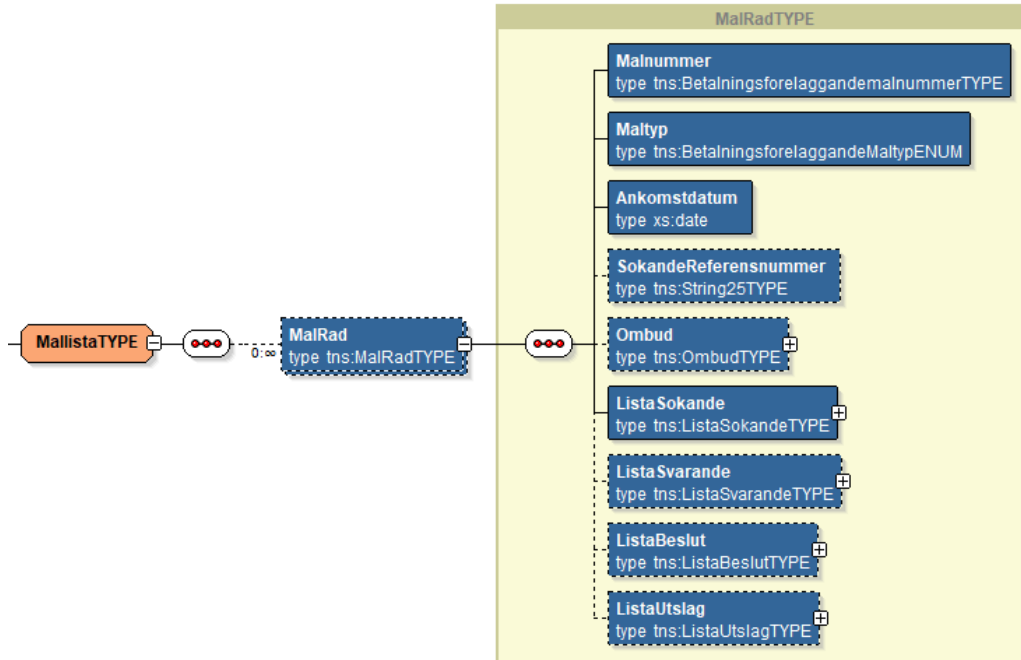 MalRadTYPE
Malnummer
type tns:BetalningsforelaggandemalnummerTYPE
Maltyp
type tns:BetalningsforelaggandeMaltypENUM
Ankomstdatum
type xs:date
SokandeReferensnummer
type tns:String25TYPE
MallistaTYPE
MalRad
type tns:MalRadTYPE
0:∞
Ombud
type tns:OmbudTYPE
ListaSokande
type tns:ListaSokandeTYPE
ListaSvarande
type tns:ListaSvarandeTYPE
ListaBeslut
type tns:ListaBeslutTYPE
ListaUtslag
type tns:ListaUtslagTYPE